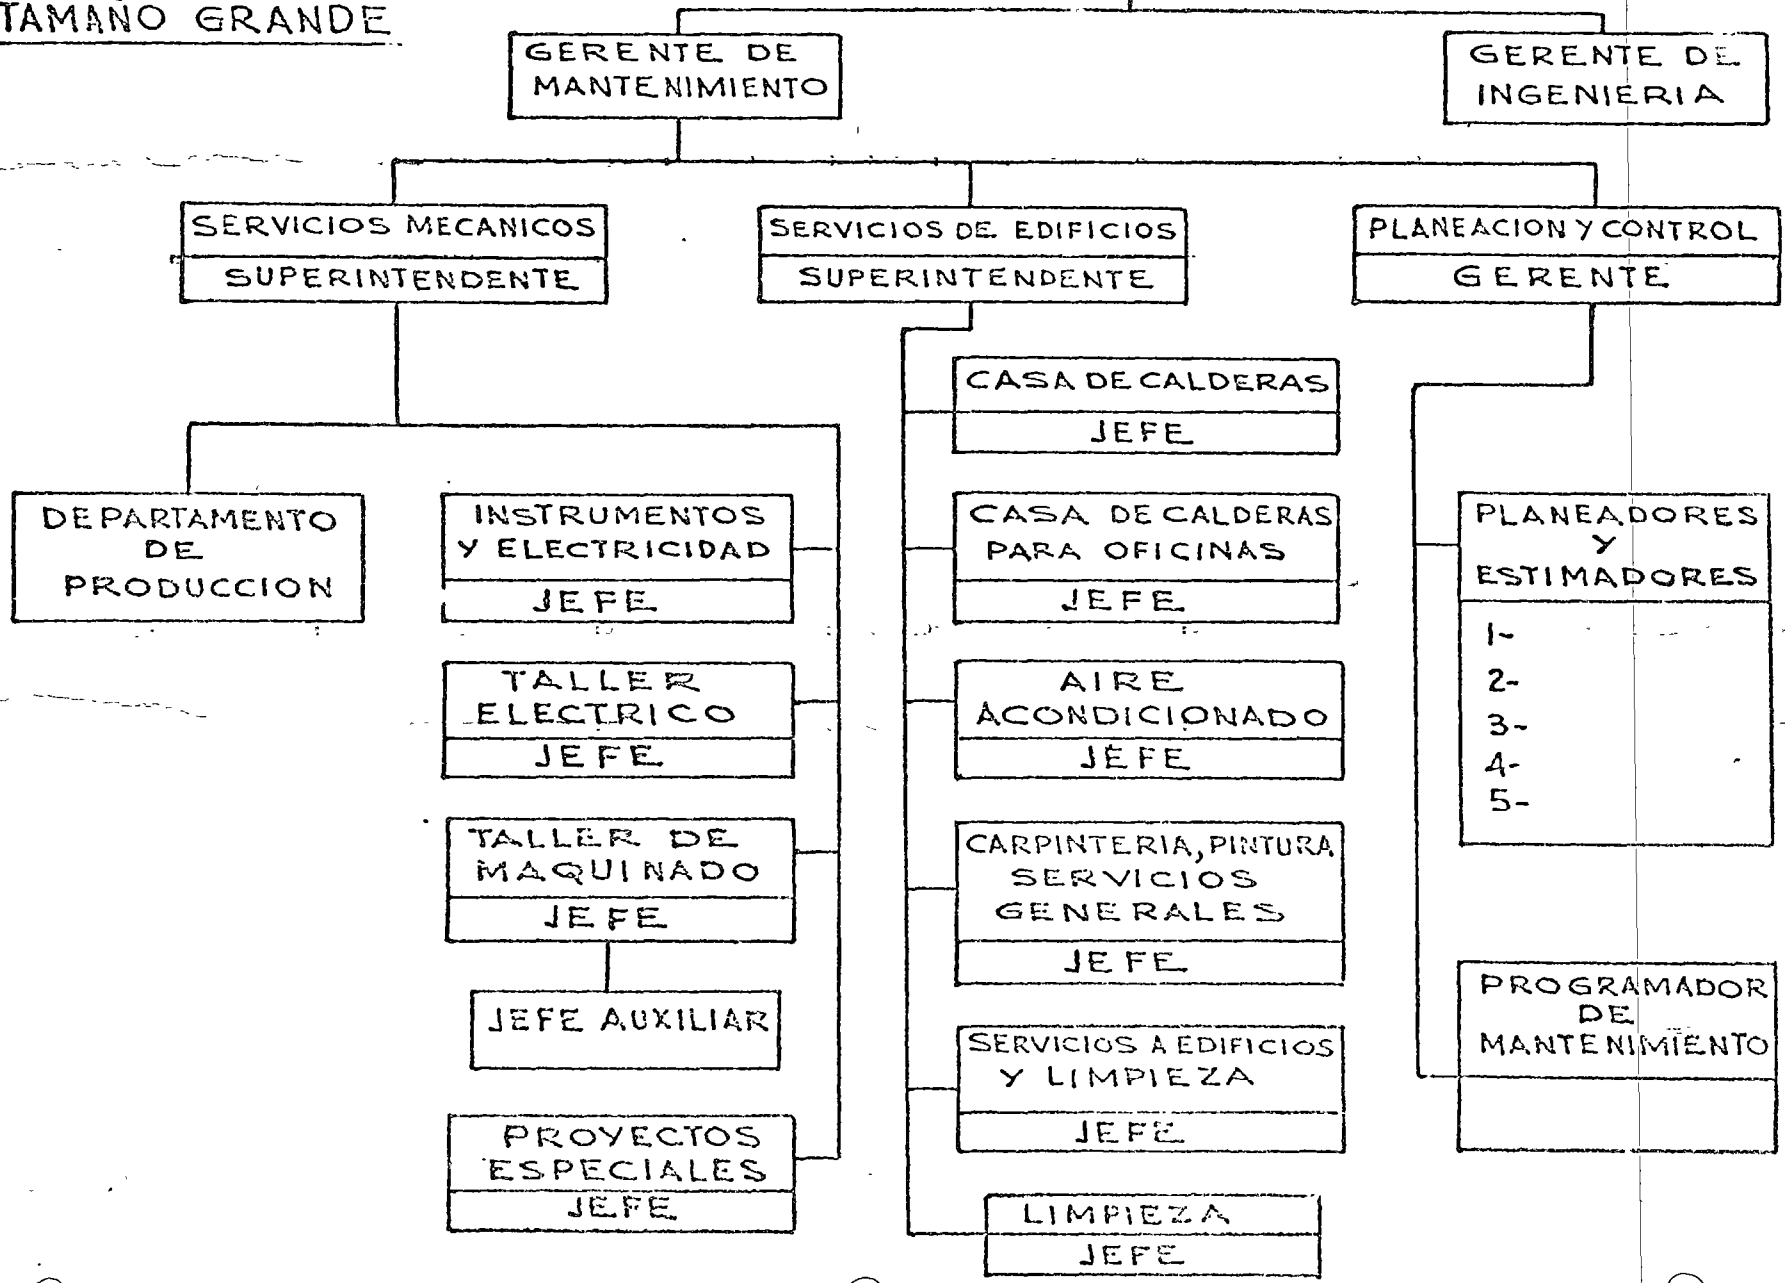 TAMAÑO GRANDE
GERENTE DE
MANTENIMIENTO
GERENTE DE
INGENIERIA
SERVICIOS MECANICOS
SUPERINTENDENTE
SERVICIOS DE EDIFICIOS
SUPERINTENDENTE
PLANEACION Y CONTROL
GERENTE
DEPARTAMENTO
DE
PRODUCCION
INSTRUMENTOS
Y ELECTRICIDAD
JEFE
TALLER
ELECTRICO
JEFE
TALLER DE
MAQUINADO
JEFE
JEFE AUXILIAR
PROYECTOS
ESPECIALES
JEFE
CASA DE CALDERAS
JEFE
CASA DE CALDERAS
PARA OFICINAS
JEFE
AIRE
ACONDICIONADO
JEFE
CARPINTERIA, PINTURA
SERVICIOS
GENERALES
JEFE
SERVICIOS A EDIFICIOS
Y LIMPIEZA
JEFE
LIMPIEZA
JEFE
PLANEADORES
Y
ESTIMADORES
1-
2-
3-
4-
5-
PROGRAMADOR
DE
MANTENIMIENTO